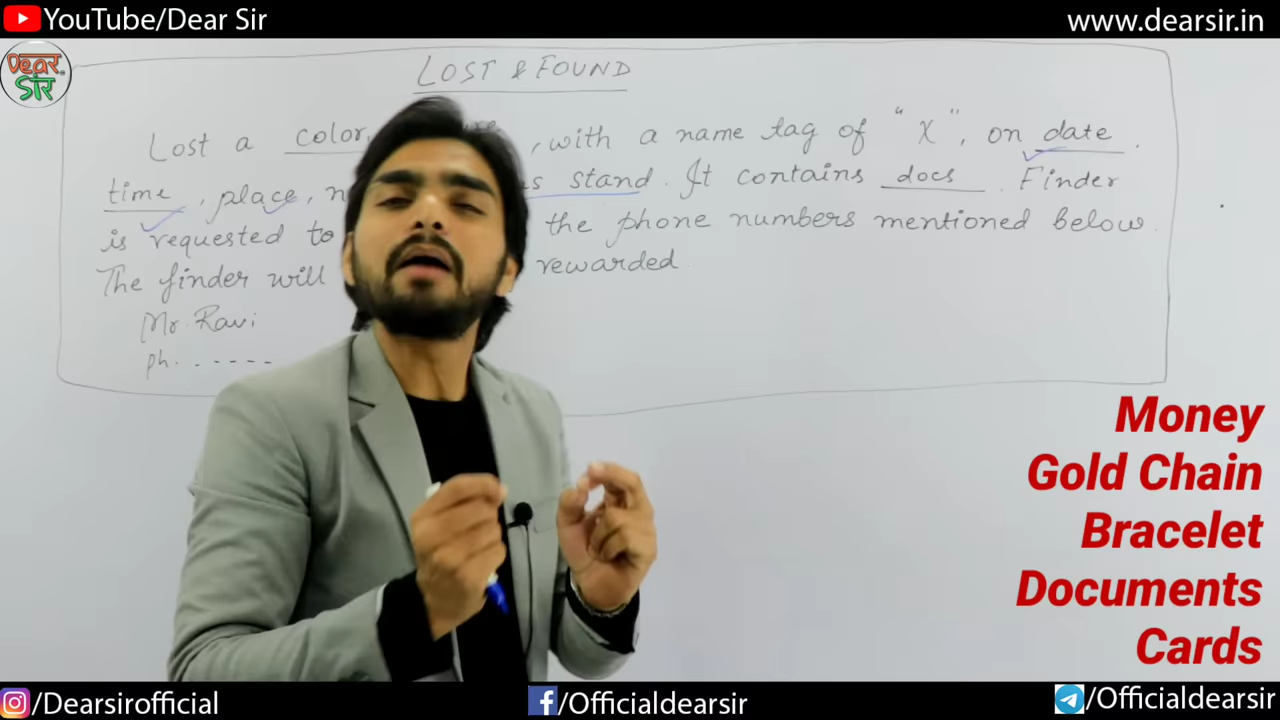 YouTube/Dear Sir
www.dearsir.in
Dear
Sir
LOST & FOUND
Lost a color, , with a name tag of "X", on date.
time, place, stand. It contains docs. Finder
is requested to the phone numbers mentioned below.
The finder will rewarded
Mr. Ravi
ph. . - - - - -
Money
Gold Chain
Bracelet
Documents
Cards
/Dearsirofficial
/Officialdearsir
/Officialdearsir